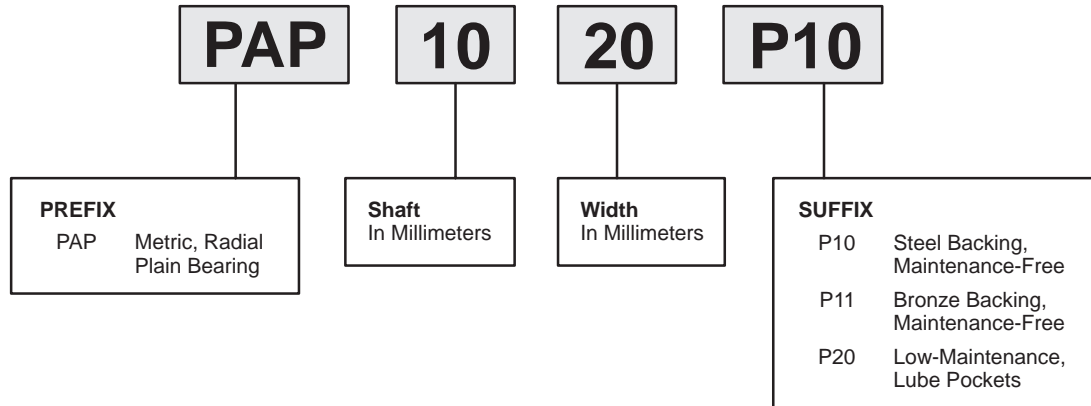 PAP 10 20 P10
PREFIX
PAP Metric, Radial
Plain Bearing
Shaft
In Millimeters
Width
In Millimeters
SUFFIX
P10 Steel Backing,
Maintenance-Free
P11 Bronze Backing,
Maintenance-Free
P20 Low-Maintenance,
Lube Pockets